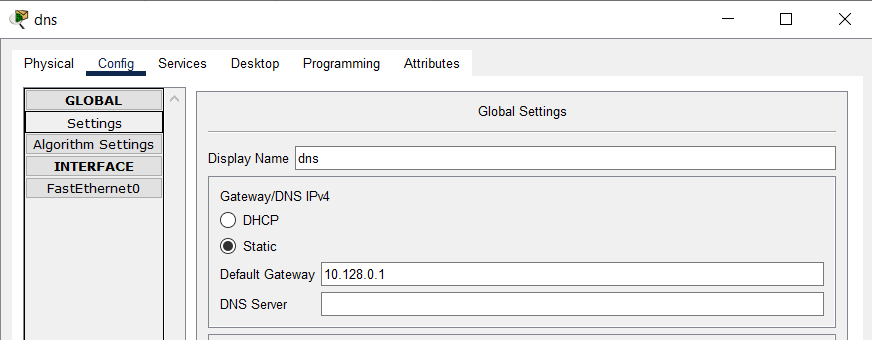 dns
Physical Config Services Desktop Programming Attributes
GLOBAL
Settings
Algorithm Settings
INTERFACE
FastEthernet0
Global Settings
Display Name dns
Gateway/DNS IPv4
DHCP
Static
Default Gateway 10.128.0.1
DNS Server